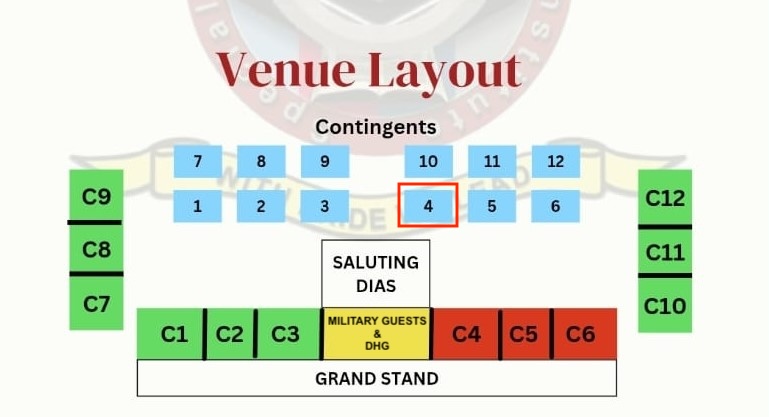 Venue Layout
Contingents
7 8 9 10 11 12
1 2 3 4 5 6
C9
C8
C7
C12
C11
C10
SALUTING
DIAS
C1 C2 C3
MILITARY GUESTS
&
DHG
C4 C5 C6
GRAND STAND